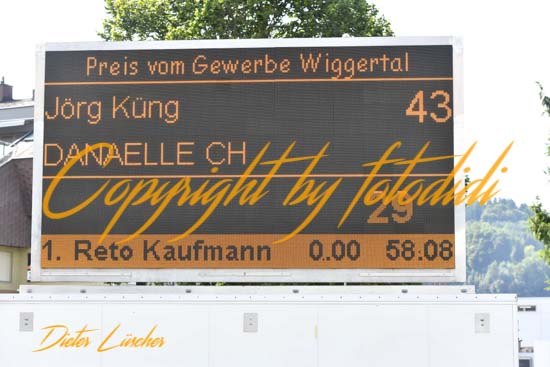 Preis vom Gewerbe Wiggertal
Jörg Küng 43
DANAELLE CH
Copyright by fotodidi
29
1. Reto Kaufmann 0.00 58:08
Dieter Lüscher